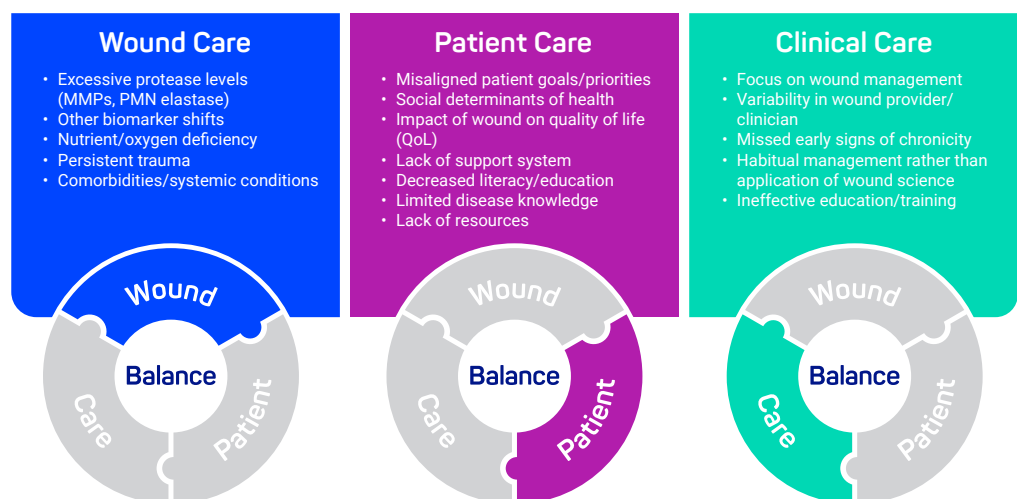 Wound Care
• Excessive protease levels
(MMPs, PMN elastase)
• Other biomarker shifts
• Nutrient/oxygen deficiency
• Persistent trauma
• Comorbidities/systemic conditions
Wound
Balance
Care
Patient
Patient Care
• Misaligned patient goals/priorities
• Social determinants of health
• Impact of wound on quality of life
(QoL)
• Lack of support system
• Decreased literacy/education
• Limited disease knowledge
• Lack of resources
Wound
Balance
Care
Patient
Clinical Care
• Focus on wound management
• Variability in wound provider/
clinician
• Missed early signs of chronicity
• Habitual management rather than
application of wound science
• Ineffective education/training
Wound
Balance
Care
Patient